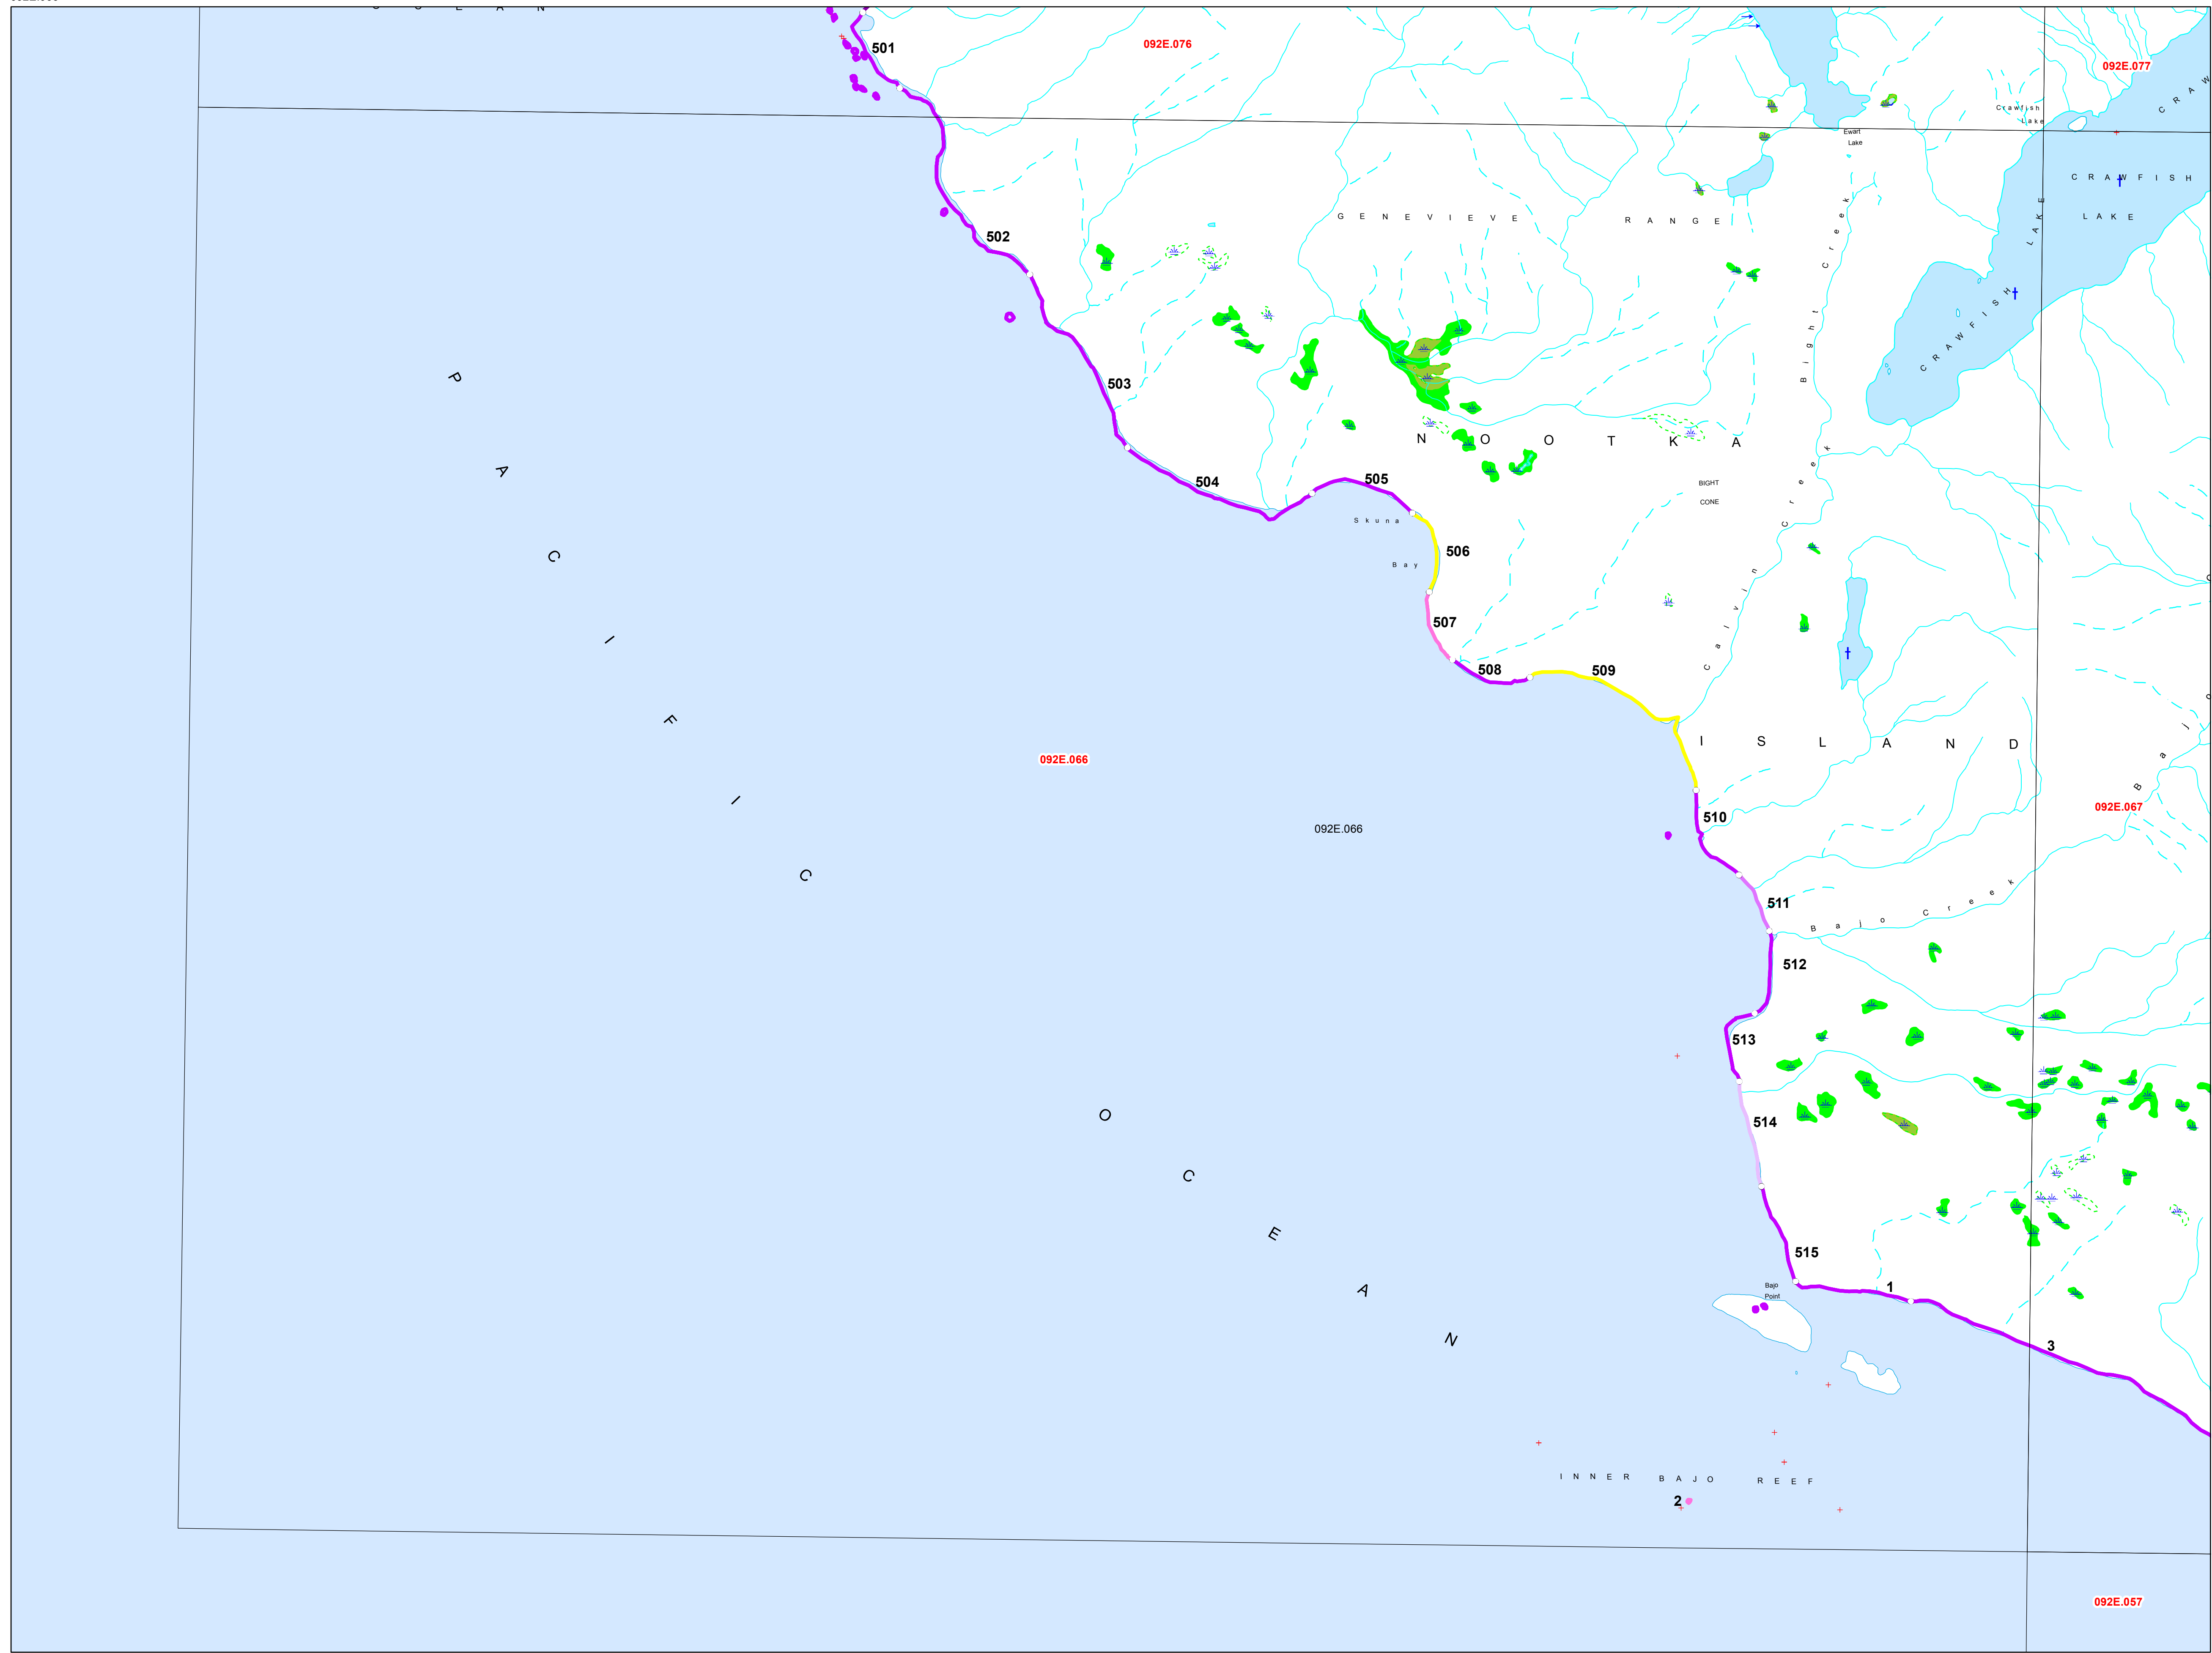 O C E A N
501
092E.076
092E.077
C R A W
Crawfish
Lake
Ewart
Lake
CRAWFISH
LAKE
GENEVIEVE RANGE
502
Bight Creek
CRAWFISH LAKE
503
NOOTKA
504
505
BIGHT
CONE
Skuna
Bay
506
507
508
509
Calvin Creek
ISLAND
PACIFIC
092E.066
092E.066
092E.067
510
511
Bajo Creek
Bajo
512
513
514
515
Bajo
Point
1
3
OCEAN
INNER BAJO REEF
2
092E.057